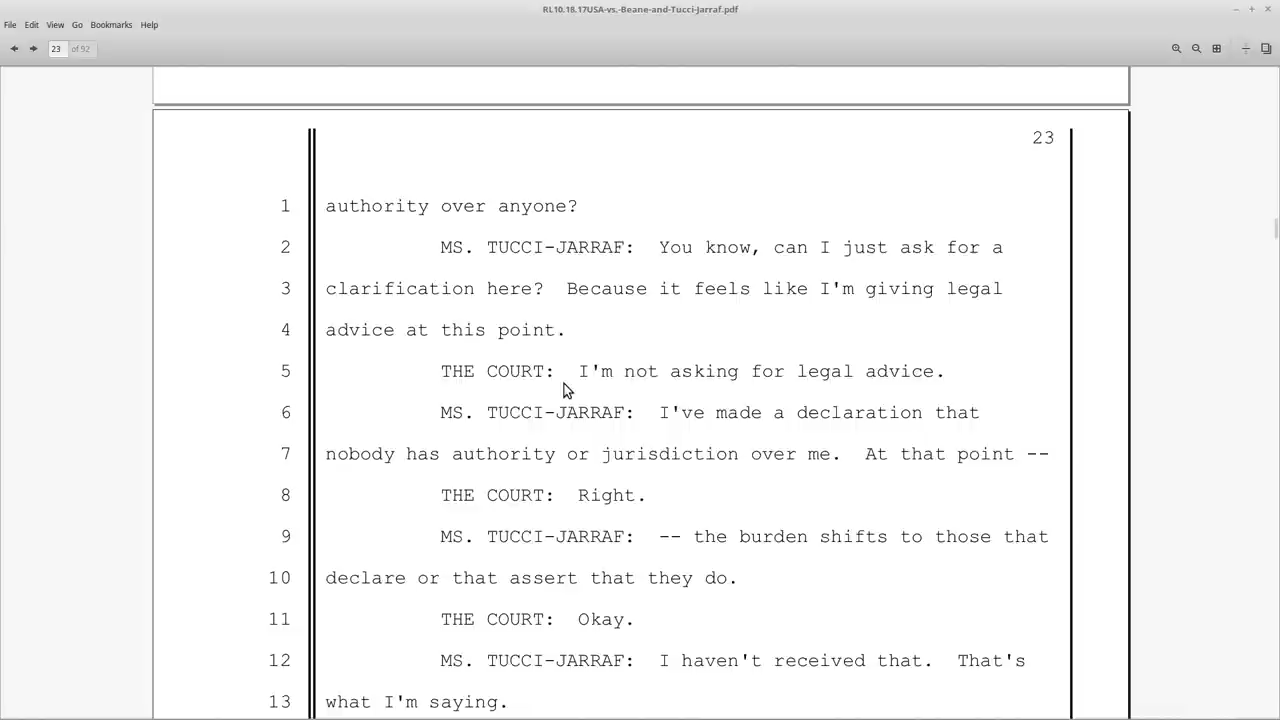 RL10.18.17USA-vs.-Beane-and-Tucci-Jarraf.pdf
File Edit View Go Bookmarks Help
23 of 92
23
1 authority over anyone?
2 MS. TUCCI-JARRAF: You know, can I just ask for a
3 clarification here? Because it feels like I'm giving legal
4 advice at this point.
5 THE COURT: I'm not asking for legal advice.
6 MS. TUCCI-JARRAF: I've made a declaration that
7 nobody has authority or jurisdiction over me. At that point --
8 THE COURT: Right.
9 MS. TUCCI-JARRAF: -- the burden shifts to those that
10 declare or that assert that they do.
11 THE COURT: Okay.
12 MS. TUCCI-JARRAF: I haven't received that. That's
13 what I'm saying.